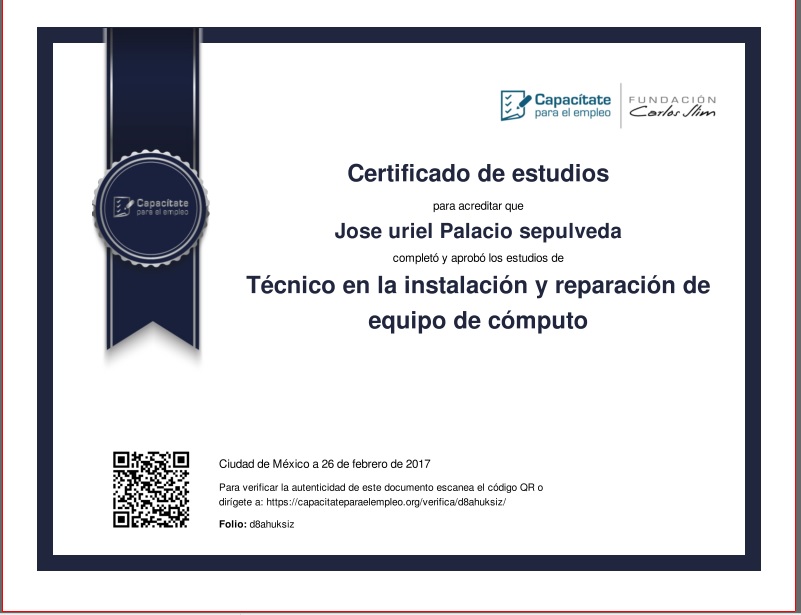 Capacítate
para el empleo
FUNDACIÓN
Carlos Slim
Certificado de estudios
para acreditar que
Capacítate
para el empleo
Jose uriel Palacio sepulveda
completó y aprobó los estudios de
Técnico en la instalación y reparación de
equipo de cómputo
Ciudad de México a 26 de febrero de 2017
Para verificar la autenticidad de este documento escanea el código QR o
dirígete a: https://capacitateparaelempleo.org/verifica/d8ahuksiz/
Folio: d8ahuksiz